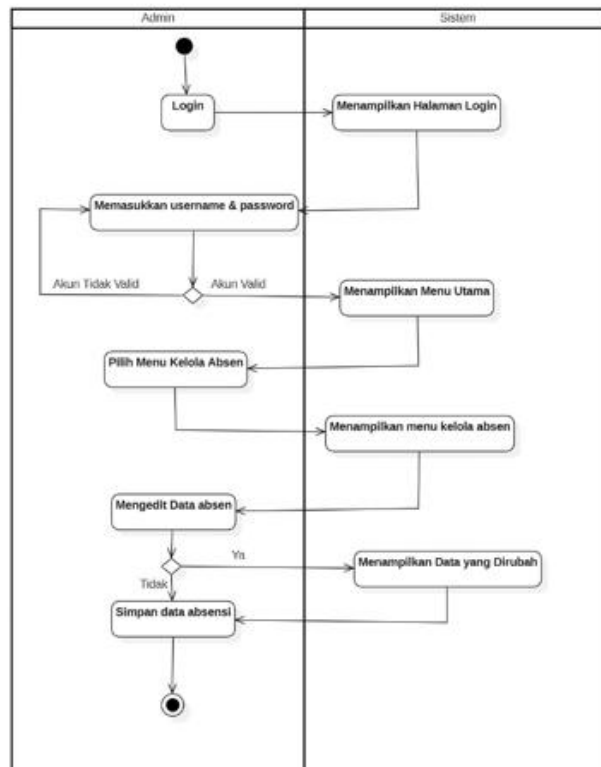 Admin
Sistem
Login
Menampilkan Halaman Login
Memasukkan username & password
Akun Tidak Valid
Akun Valid
Menampilkan Menu Utama
Pilih Menu Kelola Absen
Menampilkan menu kelola absen
Mengedit Data absen
Ya
Menampilkan Data yang Dirubah
Tidak
Simpan data absensi